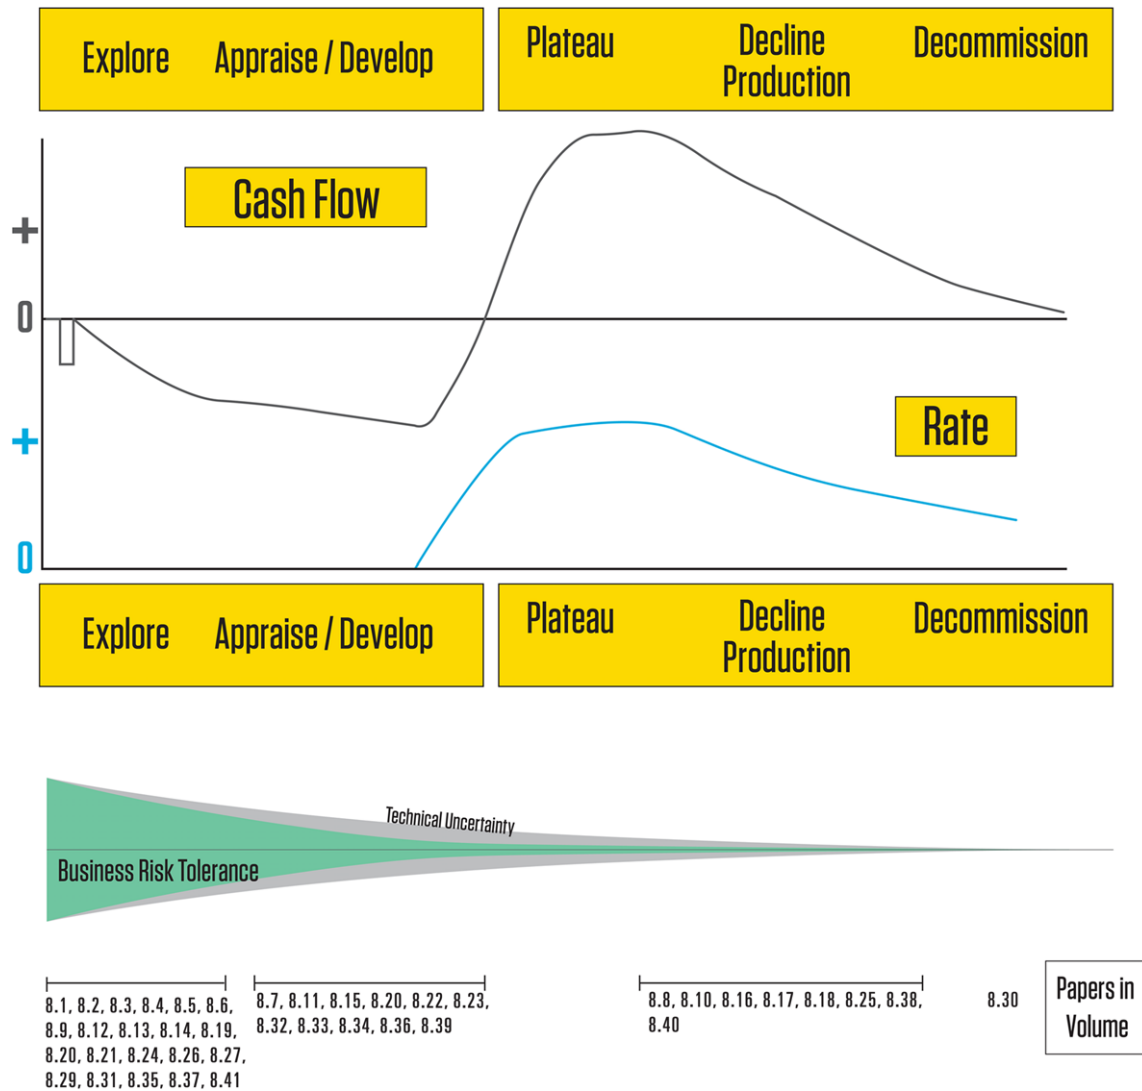 Explore Appraise / Develop Plateau Decline Decommission
Production
Cash Flow
+
0
Rate
+
0
Explore Appraise / Develop Plateau Decline Decommission
Production
Technical Uncertainty
Business Risk Tolerance
8.1, 8.2, 8.3, 8.4, 8.5, 8.6,
8.9, 8.12, 8.13, 8.14, 8.19,
8.20, 8.21, 8.24, 8.26, 8.27,
8.29, 8.31, 8.35, 8.37, 8.41
8.7, 8.11, 8.15, 8.20, 8.22, 8.23,
8.32, 8.33, 8.34, 8.36, 8.39
8.8, 8.10, 8.16, 8.17, 8.18, 8.25, 8.38,
8.40
8.30
Papers in
Volume